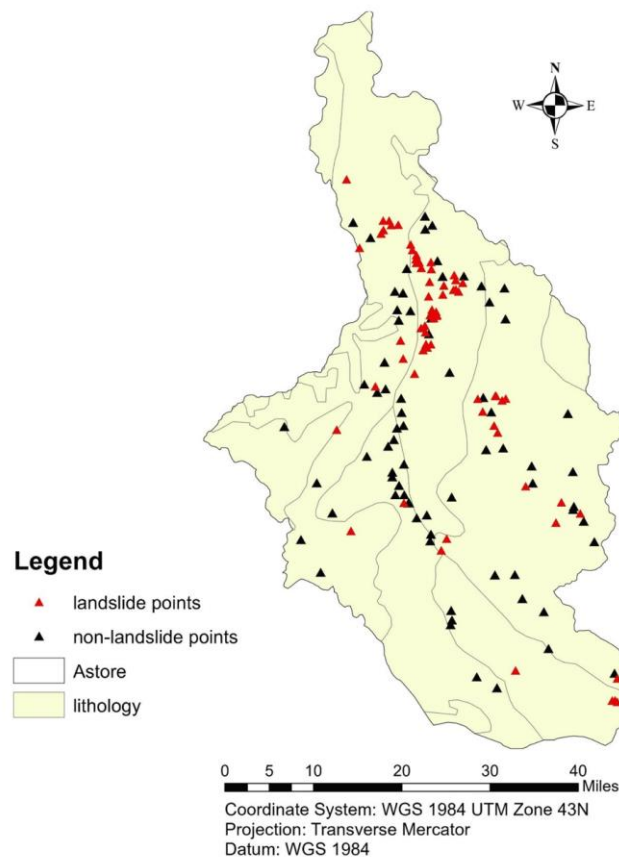 N
W E
S
Legend
landslide points
non-landslide points
Astore
lithology
0 5 10 20 30 40
Miles
Coordinate System: WGS 1984 UTM Zone 43N
Projection: Transverse Mercator
Datum: WGS 1984